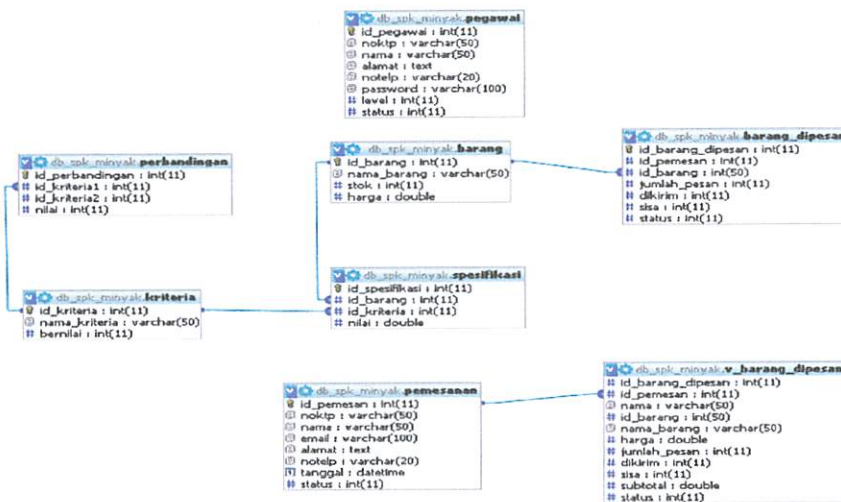 db_spk_minyak.pegawai
id_pegawai : int(11)
noktp : varchar(50)
nama : varchar(50)
alamat : text
notelp : varchar(20)
password : varchar(100)
level : int(11)
status : int(11)
db_spk_minyak.perbandingan
id_perbandingan : int(11)
id_kriteria1 : int(11)
id_kriteria2 : int(11)
nilai : int(11)
db_spk_minyak.barang
id_barang : int(11)
nama_barang : varchar(50)
stok : int(11)
harga : double
db_spk_minyak.barang_dipesan
id_barang_dipesan : int(11)
id_pemesan : int(11)
id_barang : int(50)
jumlah_pesan : int(11)
dikirim : int(11)
sisa : int(11)
status : int(11)
db_spk_minyak.kriteria
id_kriteria : int(11)
nama_kriteria : varchar(50)
bernilai : int(11)
db_spk_minyak.spesifikasi
id_spesifikasi : int(11)
id_barang : int(11)
id_kriteria : int(11)
nilai : double
db_spk_minyak.pemesanan
id_pemesan : int(11)
noktp : varchar(50)
nama : varchar(50)
email : varchar(100)
alamat : text
notelp : varchar(20)
tanggal : datetime
status : int(11)
db_spk_minyak.v_barang_dipesan
id_barang_dipesan : int(11)
id_pemesan : int(11)
nama : varchar(50)
id_barang : int(50)
nama_barang : varchar(50)
harga : double
jumlah_pesan : int(11)
dikirim : int(11)
sisa : int(11)
subtotal : double
status : int(11)